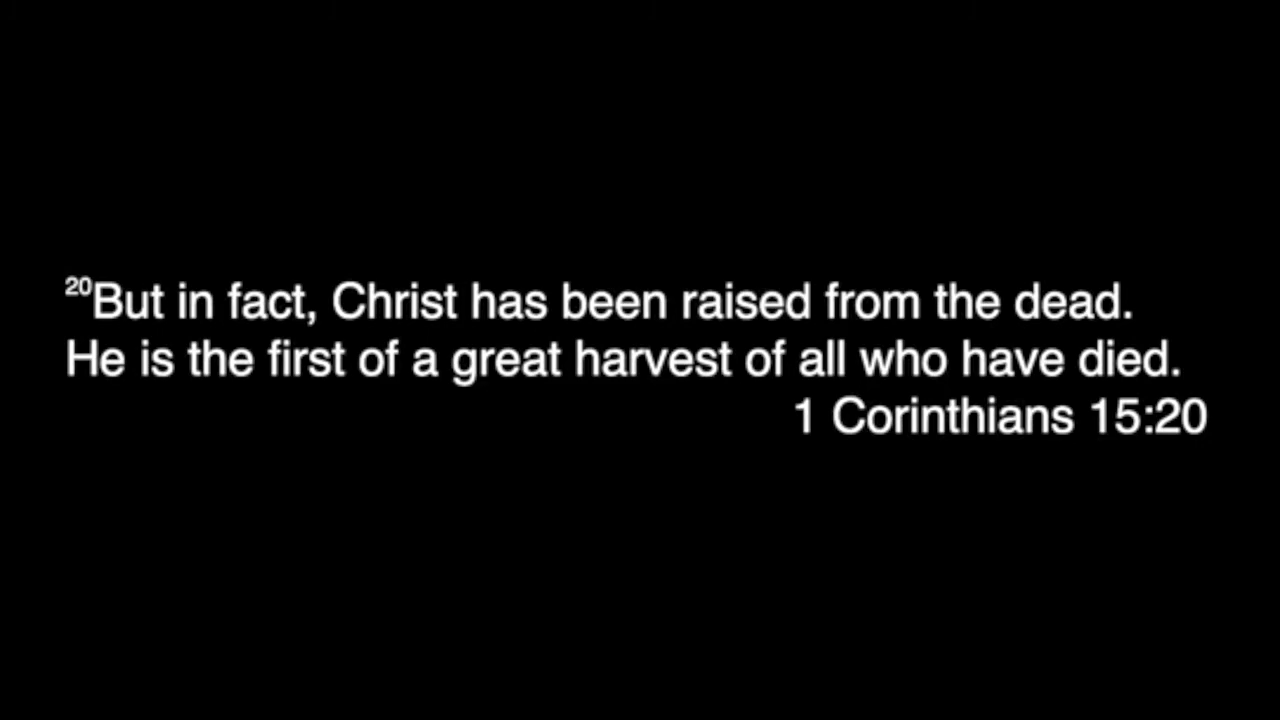 20But in fact, Christ has been raised from the dead.
He is the first of a great harvest of all who have died.
1 Corinthians 15:20